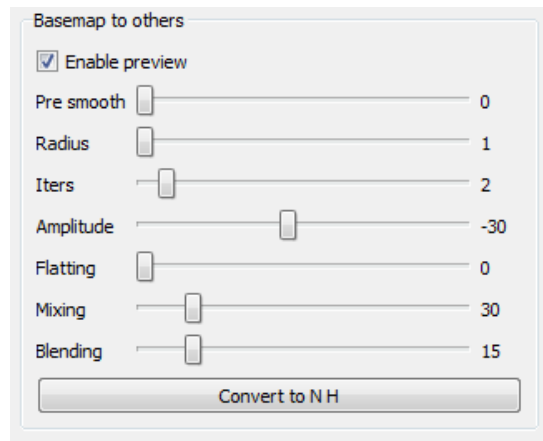 Basemap to others
Enable preview
Pre smooth 0
Radius 1
Iters 2
Amplitude -30
Flatting 0
Mixing 30
Blending 15
Convert to N H